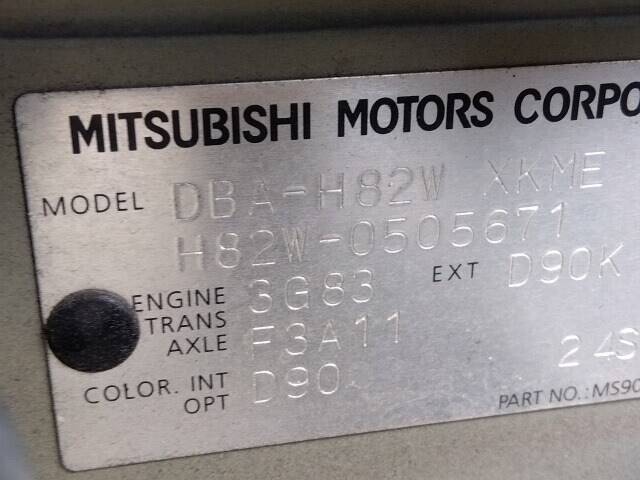 MITSUBISHI MOTORS CORPO
MODEL DBA-H82W XKME
H82W-0505671
ENGINE 3G83 EXT D90K
TRANS AXLE F3A11
COLOR. INT D90 24S
OPT PART NO.: MS90